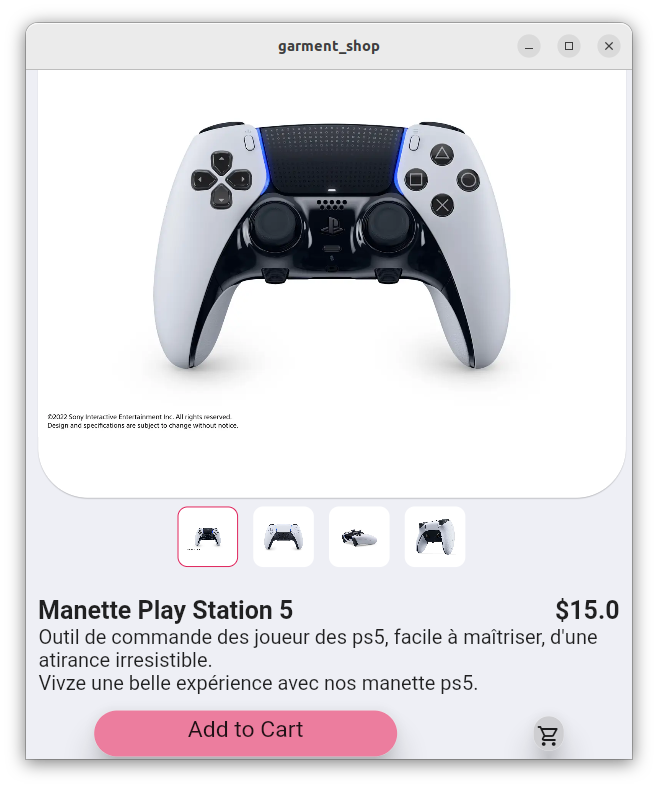 garment_shop
©2022 Sony Interactive Entertainment Inc. All rights reserved.
Design and specifications are subject to change without notice.
Manette Play Station 5 $15.0
Outil de commande des joueur des ps5, facile à maîtriser, d'une
atirance irresistible.
Vivze une belle expérience avec nos manette ps5.
Add to Cart